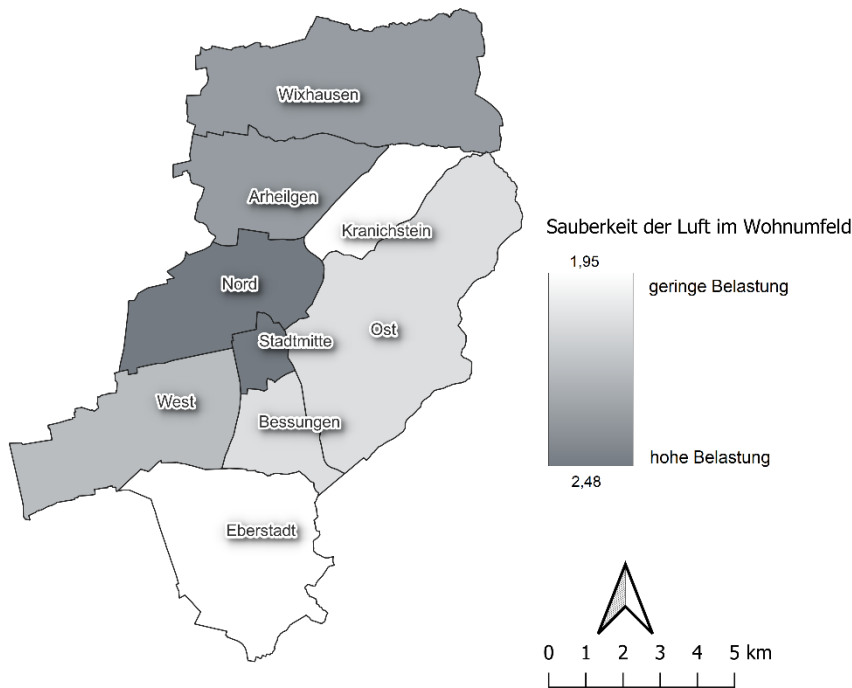 Wixhausen
Arheilgen
Kranichstein
Nord
Ost
Stadtmitte
West
Bessungen
Eberstadt
Sauberkeit der Luft im Wohnumfeld
1,95
geringe Belastung
hohe Belastung
2,48
0 1 2 3 4 5 km